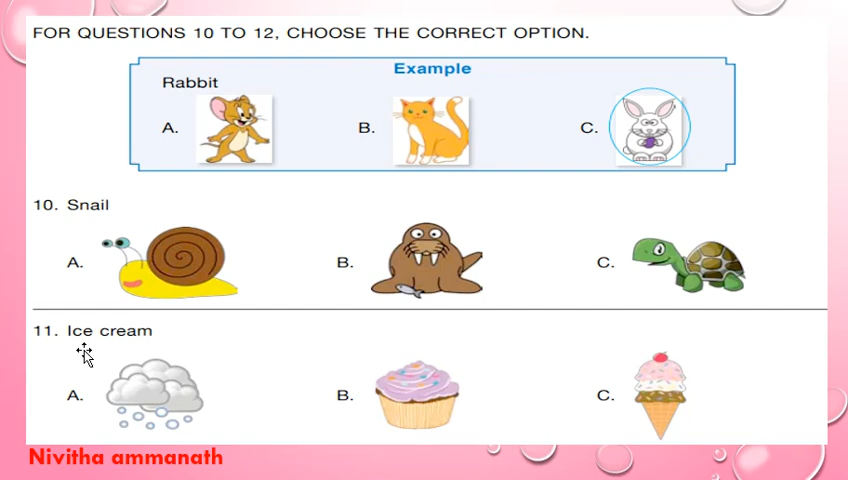 FOR QUESTIONS 10 TO 12, CHOOSE THE CORRECT OPTION.
Example
Rabbit
A. B. C.
10. Snail
A. B. C.
11. Ice cream
A. B. C.
Nivitha ammanath